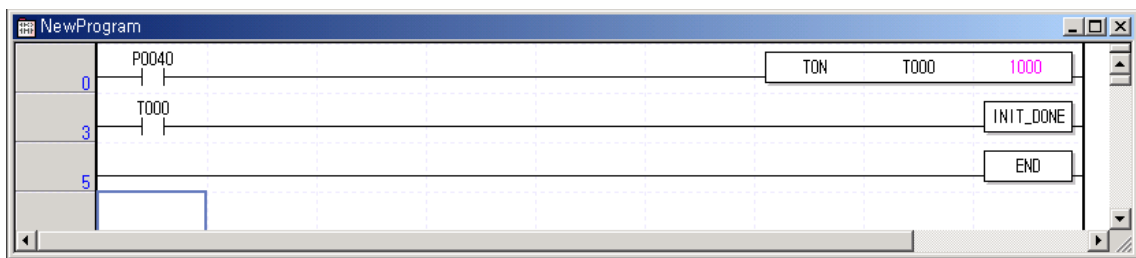 NewProgram
P0040
0 TON T000 1000
T000
3 INIT_DONE
5 END